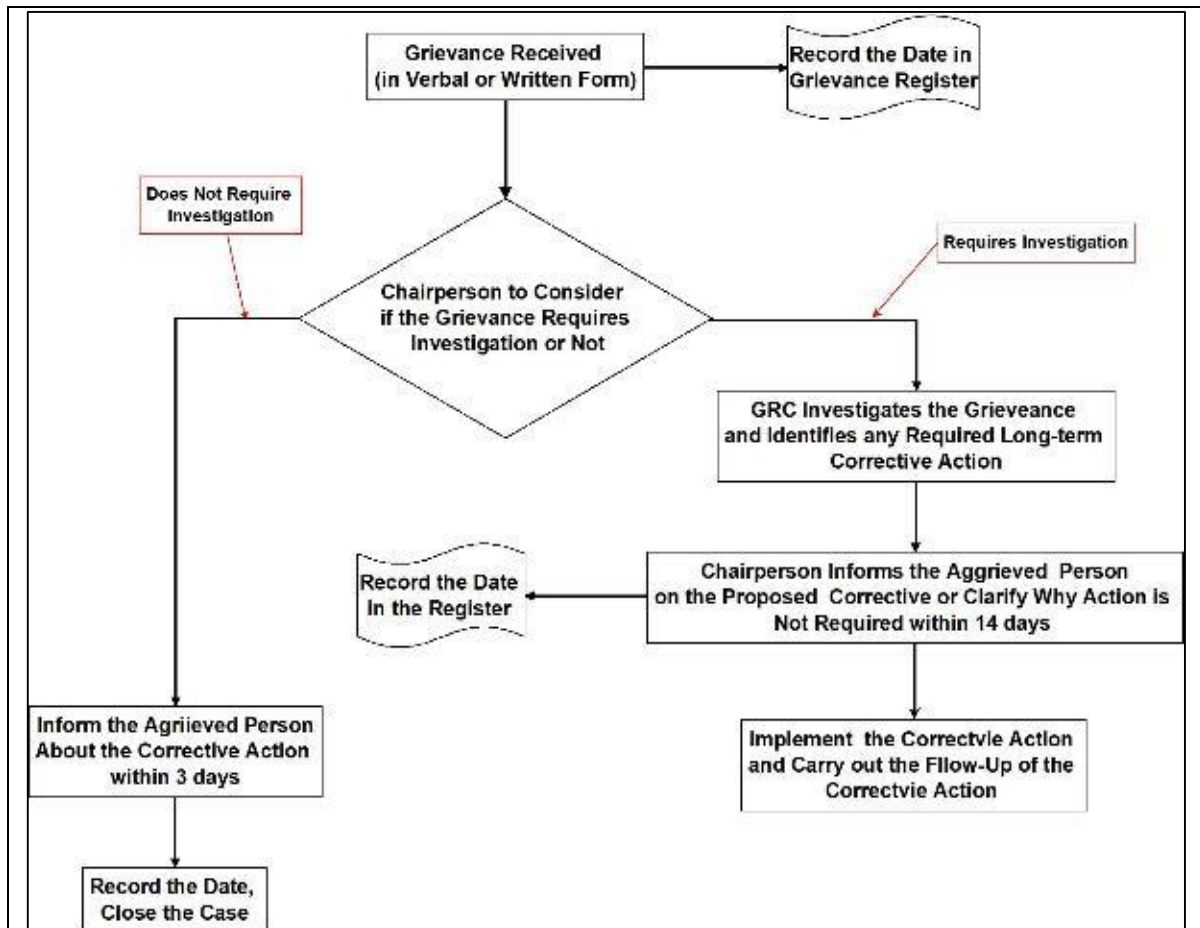 Grievance Received
(in Verbal or Written Form)
Record the Date in
Grievance Register
Does Not Require
Investigation
Requires Investigation
Chairperson to Consider
if the Grievance Requires
Investigation or Not
GRC Investigates the Grieveance
and Identifies any Required Long-term
Corrective Action
Chairperson Informs the Aggrieved Person
on the Proposed Corrective or Clarify Why Action is
Not Required within 14 days
Record the Date
In the Register
Inform the Agriieved Person
About the Corrective Action
within 3 days
Implement the Correctvie Action
and Carry out the Fllow-Up of the
Correctvie Action
Record the Date,
Close the Case